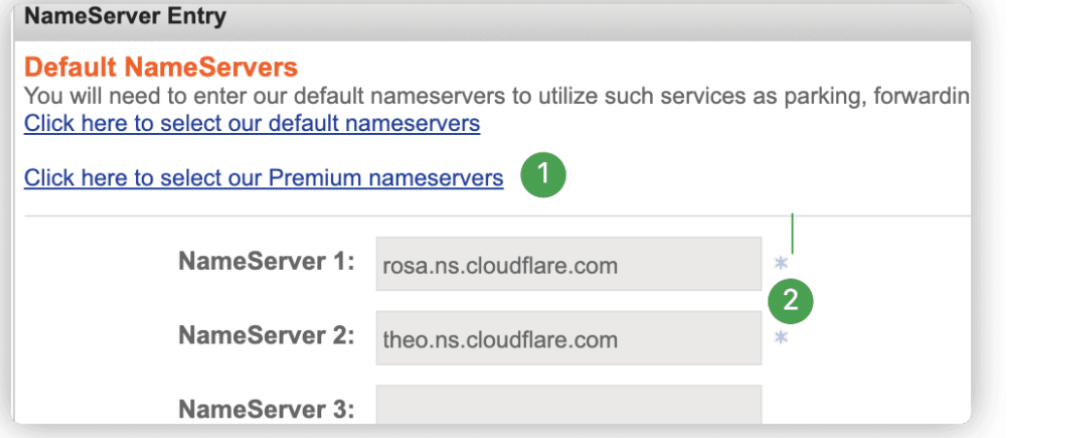 NameServer Entry
Default NameServers
You will need to enter our default nameservers to utilize such services as parking, forwardin
Click here to select our default nameservers
Click here to select our Premium nameservers 1
NameServer 1: rosa.ns.cloudflare.com *
2
NameServer 2: theo.ns.cloudflare.com *
NameServer 3: